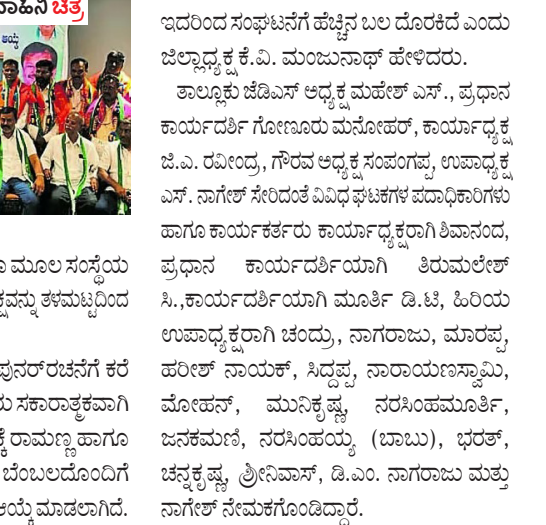 ಚಿತ್ರ
ಆಯ್ಕೆ
ಮೂಲ ಸಂಸ್ಥೆಯ
ತಳಮಟ್ಟದಿಂದ
ಪುನರ್‌ರಚನೆಗೆ ಕರೆ
ಸಕಾರಾತ್ಮಕವಾಗಿ
ರಾಮಣ್ಣ ಹಾಗೂ
ಬೆಂಬಲದೊಂದಿಗೆ
ಆಯ್ಕೆ ಮಾಡಲಾಗಿದೆ.
ಇದರಿಂದ ಸಂಘಟನೆಗೆ ಹೆಚ್ಚಿನ ಬಲ ದೊರಕಿದೆ ಎಂದು
ಜಿಲ್ಲಾಧ್ಯಕ್ಷ ಕೆ.ವಿ. ಮಂಜುನಾಥ್ ಹೇಳಿದರು.
ತಾಲ್ಲೂಕು ಜೆಡಿಎಸ್ ಅಧ್ಯಕ್ಷ ಮಹೇಶ್ ಎಸ್., ಪ್ರಧಾನ
ಕಾರ್ಯದರ್ಶಿ ಗೋಣೂರು ಮನೋಹರ್, ಕಾರ್ಯಾಧ್ಯಕ್ಷ
ಜಿ.ಎ. ರವೀಂದ್ರ, ಗೌರವ ಅಧ್ಯಕ್ಷ ಸಂಪಂಗಪ್ಪ, ಉಪಾಧ್ಯಕ್ಷ
ಎಸ್. ನಾಗೇಶ್ ಸೇರಿದಂತೆ ವಿವಿಧ ಘಟಕಗಳ ಪದಾಧಿಕಾರಿಗಳು
ಹಾಗೂ ಕಾರ್ಯಕರ್ತರು ಕಾರ್ಯಾಧ್ಯಕ್ಷರಾಗಿ ಶಿವಾನಂದ,
ಪ್ರಧಾನ ಕಾರ್ಯದರ್ಶಿಯಾಗಿ ತಿರುಮಲೇಶ್
ಸಿ.,ಕಾರ್ಯದರ್ಶಿಯಾಗಿ ಮೂರ್ತಿ ಡಿ.ಟಿ, ಹಿರಿಯ
ಉಪಾಧ್ಯಕ್ಷರಾಗಿ ಚಂದ್ರು, ನಾಗರಾಜು, ಮಾರಪ್ಪ,
ಹರೀಶ್ ನಾಯಕ್, ಸಿದ್ದಪ್ಪ, ನಾರಾಯಣಸ್ವಾಮಿ,
ಮೋಹನ್, ಮುನಿಕೃಷ್ಣ, ನರಸಿಂಹಮೂರ್ತಿ,
ಜನಕಮಣಿ, ನರಸಿಂಹಯ್ಯ (ಬಾಬು), ಭರತ್,
ಚನ್ನಕೃಷ್ಣ, ಶ್ರೀನಿವಾಸ್, ಡಿ.ಎಂ. ನಾಗರಾಜು ಮತ್ತು
ನಾಗೇಶ್ ನೇಮಕಗೊಂಡಿದ್ದಾರೆ.